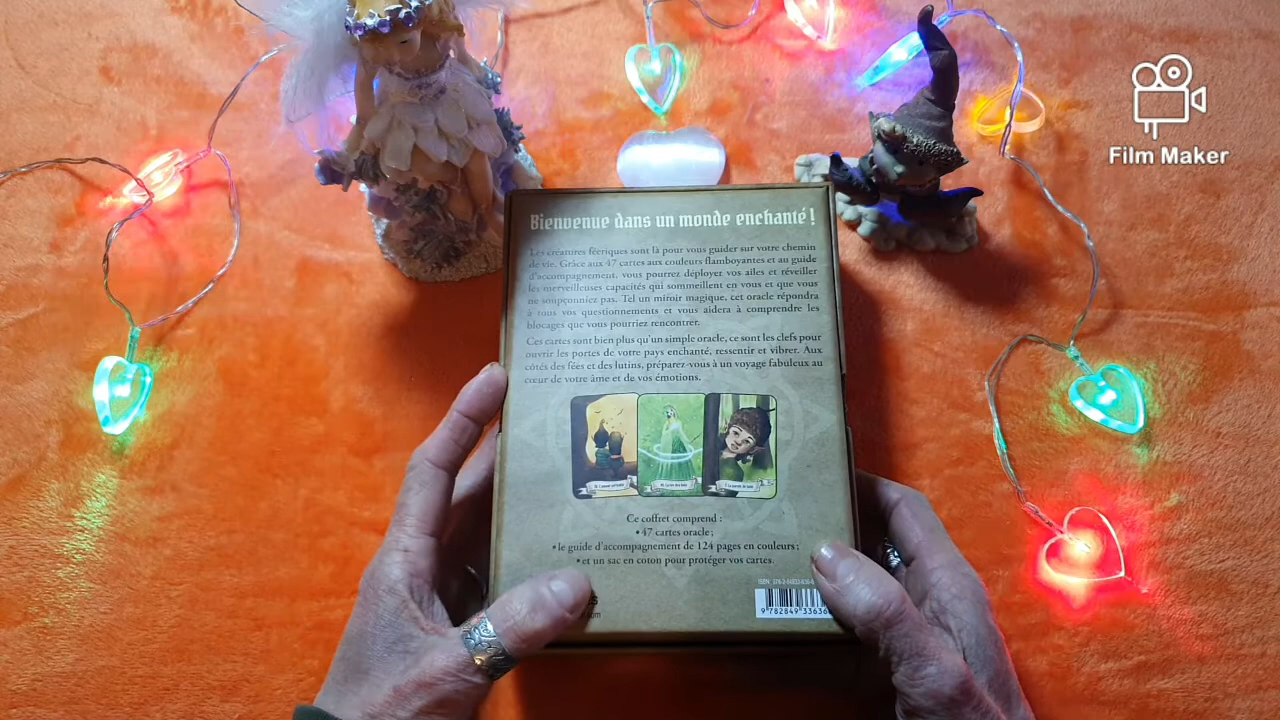 Film Maker
Bienvenue dans un monde enchanté !
Les créatures féeriques sont là pour vous guider sur votre chemin
de vie. Grâce aux 47 cartes aux couleurs flamboyantes et au guide
d'accompagnement, vous pourrez déployer vos ailes et réveiller
les merveilleuses capacités qui sommeillent en vous et que vous
ne soupçonniez pas. Tel un miroir magique, cet oracle répondra
à tous vos questionnements et vous aidera à comprendre les
blocages que vous pourriez rencontrer.
Ces cartes sont bien plus qu'un simple oracle, ce sont les clefs pour
ouvrir les portes de votre pays enchanté, ressentir et vibrer. Aux
côtés des fées et des lutins, préparez-vous à un voyage fabuleux au
cœur de votre âme et de vos émotions.
Ce coffret comprend :
• 47 cartes oracle ;
• le guide d'accompagnement de 124 pages en couleurs ;
• et un sac en coton pour protéger vos cartes.
ISBN
9 782849 33636